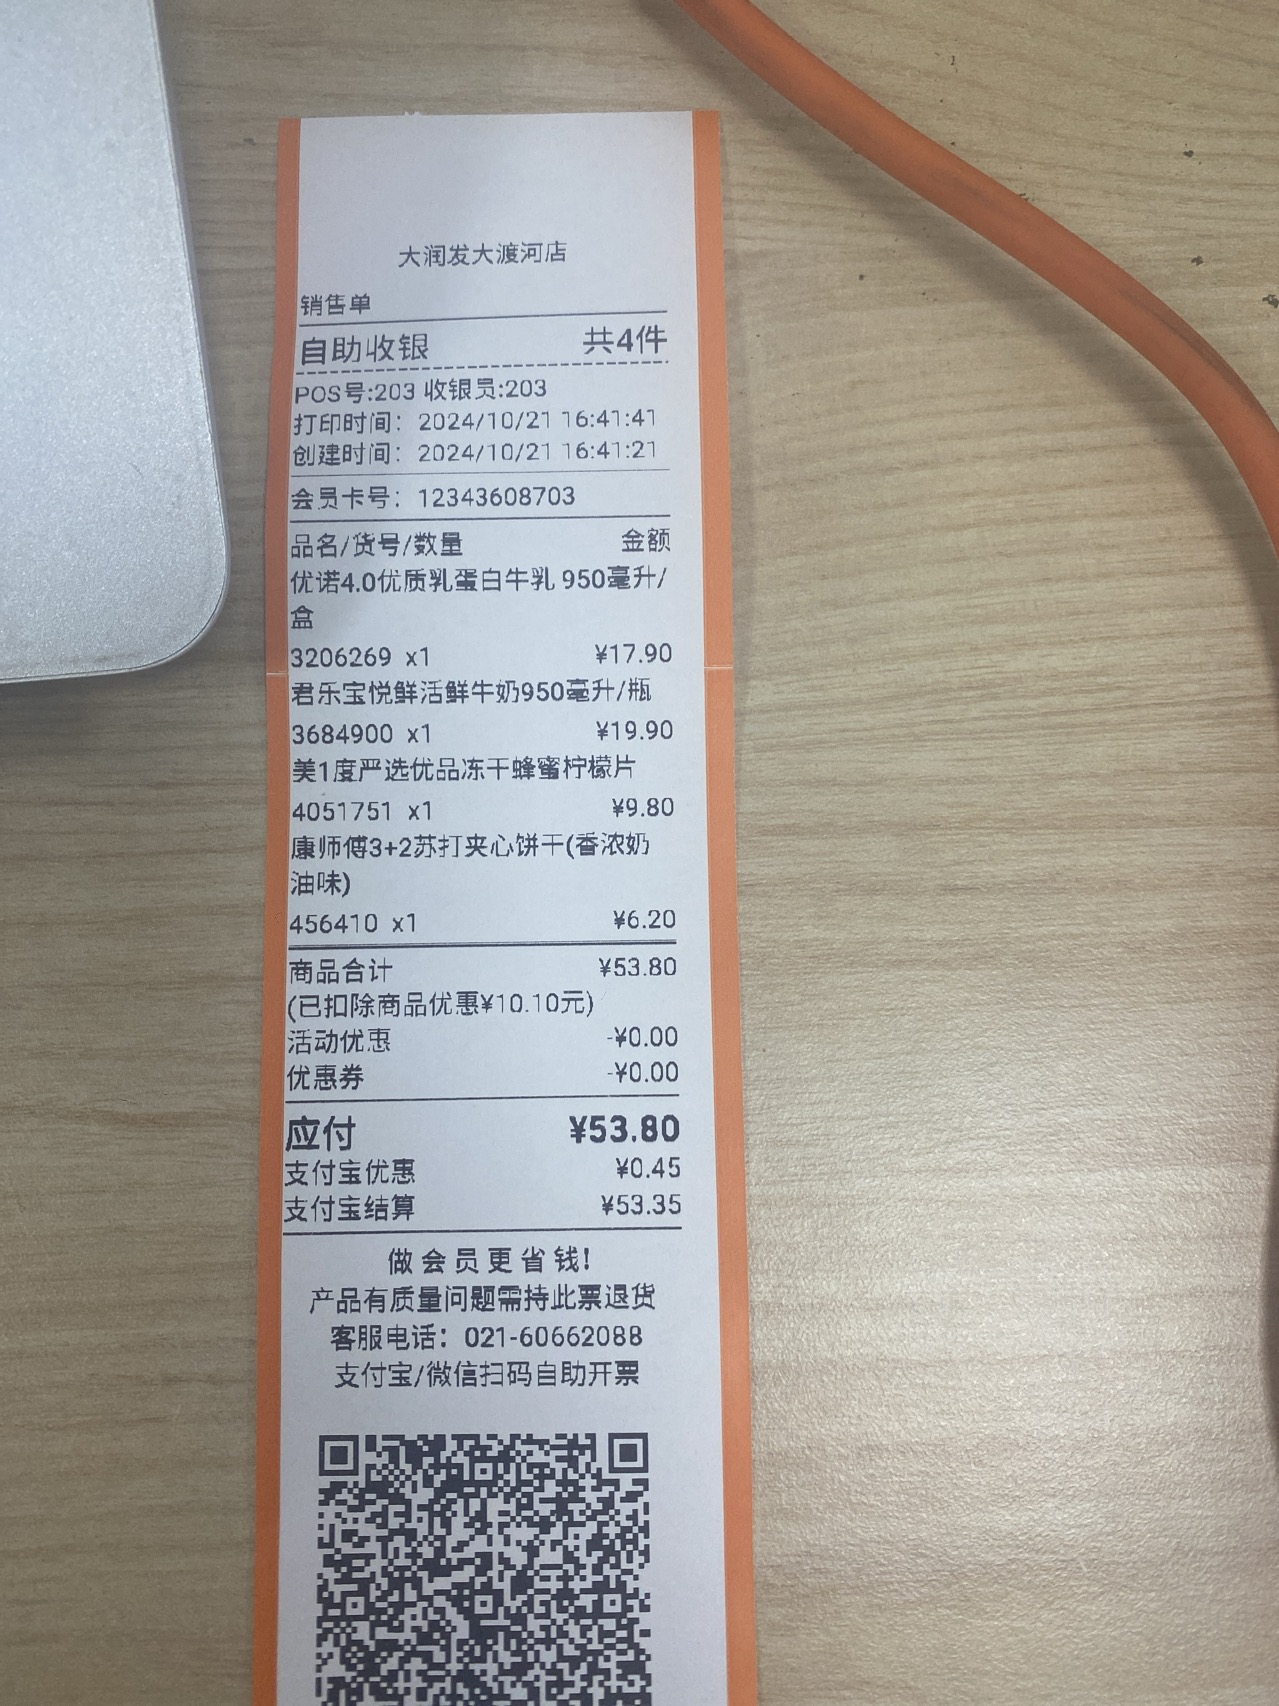 大润发大渡河店
销售单
自助收银 共4件
POS号:203 收银员:203
打印时间： 2024/10/21 16:41:41
创建时间： 2024/10/21 16:41:21
会员卡号： 12343608703
品名/货号/数量 金额
优诺4.0优质乳蛋白牛乳 950毫升/
盒
3206269 x1 ¥17.90
君乐宝悦鲜活鲜牛奶950毫升/瓶
3684900 x1 ¥19.90
美1度严选优品冻干蜂蜜柠檬片
4051751 x1 ¥9.80
康师傅3+2苏打夹心饼干(香浓奶
油味)
456410 x1 ¥6.20
商品合计 ¥53.80
(已扣除商品优惠¥10.10元)
活动优惠 -¥0.00
优惠券 -¥0.00
应付 ¥53.80
支付宝优惠 ¥0.45
支付宝结算 ¥53.35
做会员更省钱!
产品有质量问题需持此票退货
客服电话：021-60662088
支付宝/微信扫码自助开票